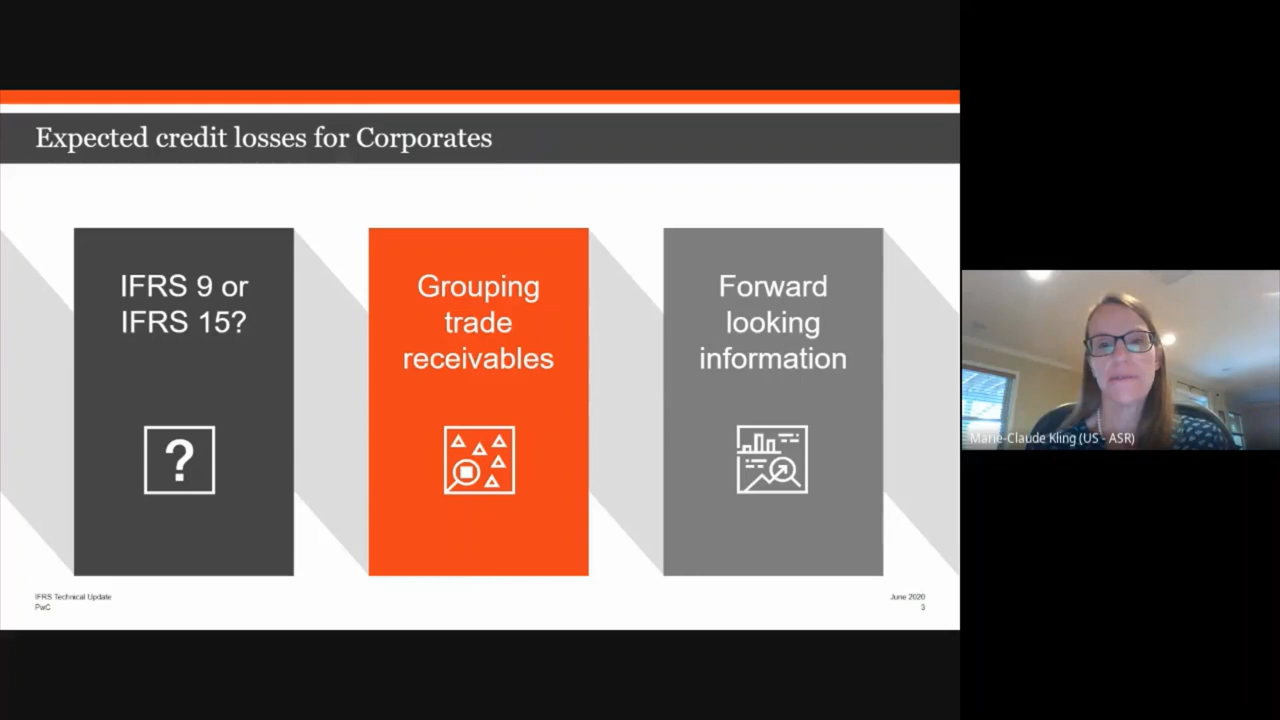 Expected credit losses for Corporates
IFRS 9 or
IFRS 15?
?
Grouping
trade
receivables
Forward
looking
information
IFRS Technical Update
PwC
June 2020
3
Marie-Claude Kling (US - ASR)